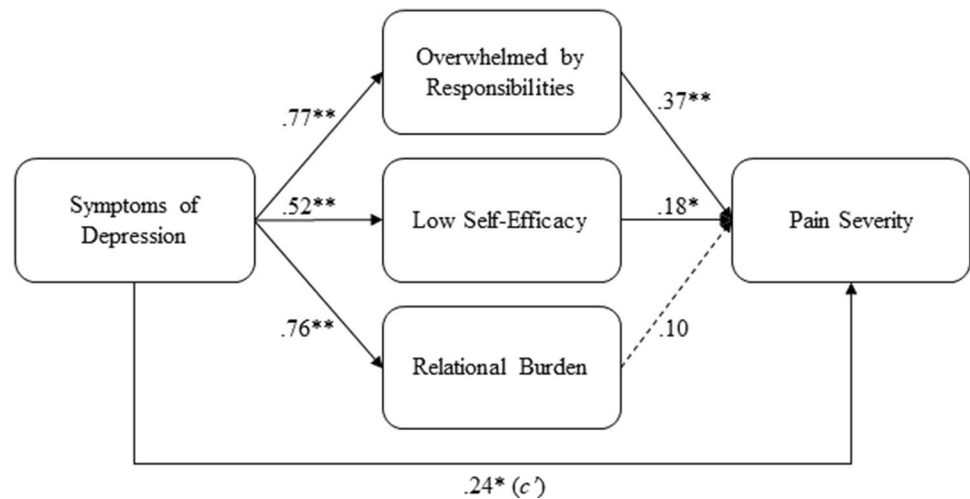 Overwhelmed by
Responsibilities
.77**
.37**
Symptoms of
Depression
.52**
Low Self-Efficacy
.18*
Pain Severity
.76**
Relational Burden
.10
.24* (c’)